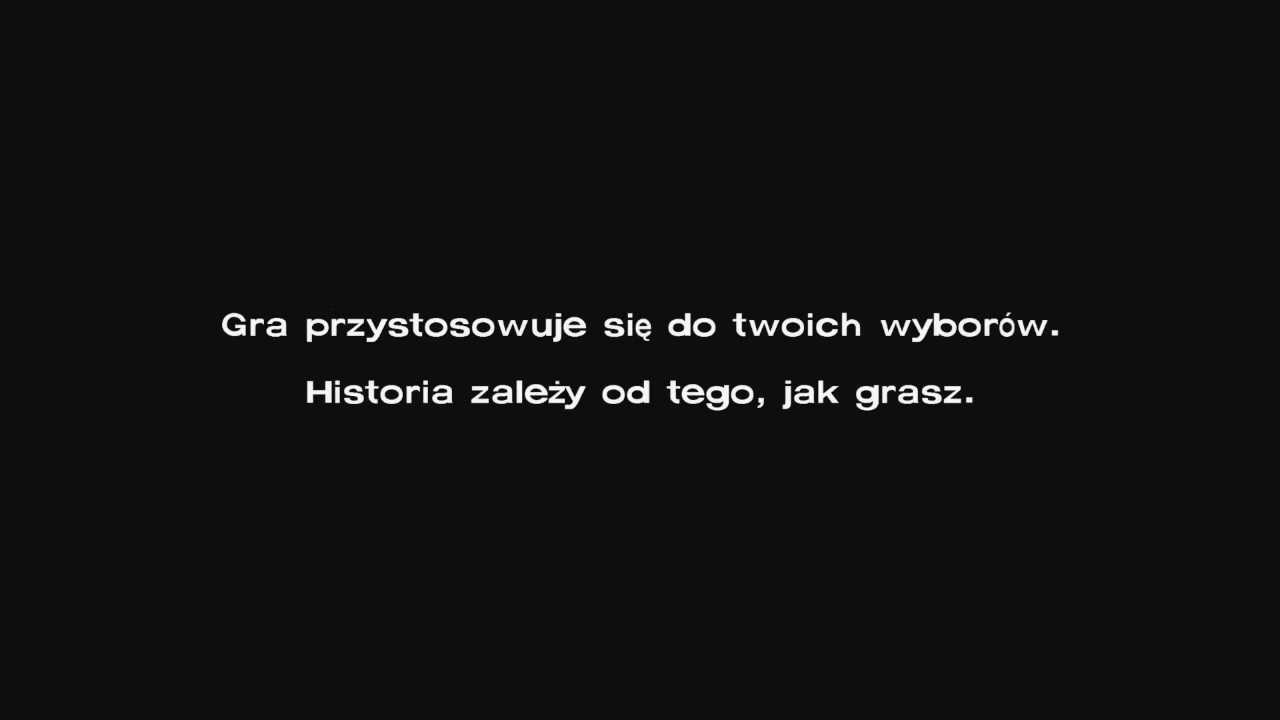 Gra przystosowuje się do twoich wyborów.
Historia zależy od tego, jak grasz.